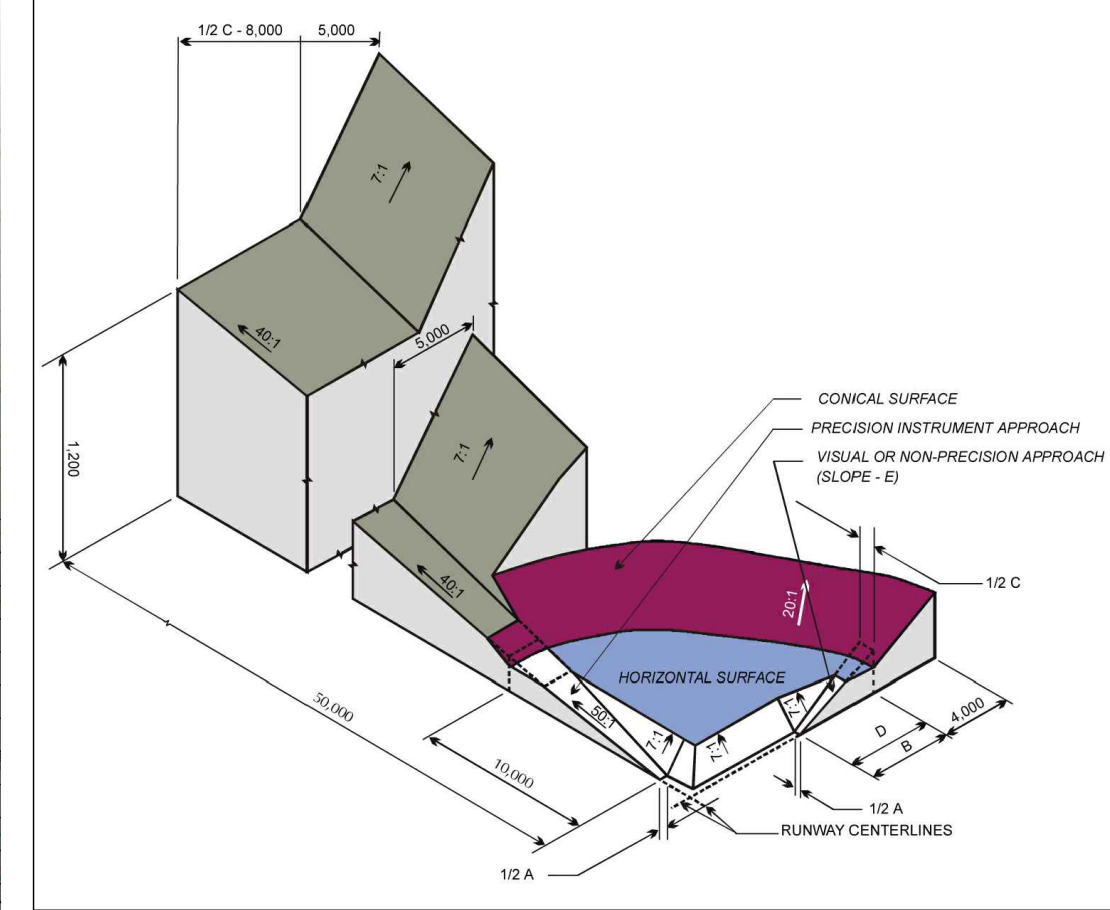 1/2 C - 8,000
5,000
7:1
40:1
5,000
1,200
7:1
CONICAL SURFACE
PRECISION INSTRUMENT APPROACH
VISUAL OR NON-PRECISION APPROACH
(SLOPE - E)
1/2 C
40:1
20:1
HORIZONTAL SURFACE
50,000
50:1
7:1
7:1
7:1
4,000
D
B
10,000
1/2 A
RUNWAY CENTERLINES
1/2 A